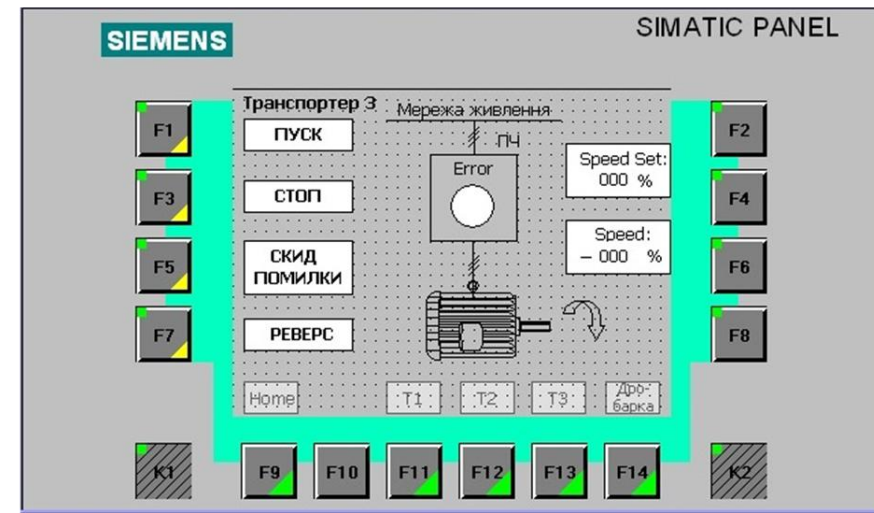 SIEMENS
SIMATIC PANEL
Транспортер 3
Мережа живлення
F1
ПУСК
ПЧ
F2
Error
Speed Set:
000 %
F3
СТОП
F4
Speed:
– 000 %
F5
СКИД
ПОМИЛКИ
F6
F7
РЕВЕРС
F8
Home
T1
T2
T3
Дро-
барка
K1
F9
F10
F11
F12
F13
F14
K2